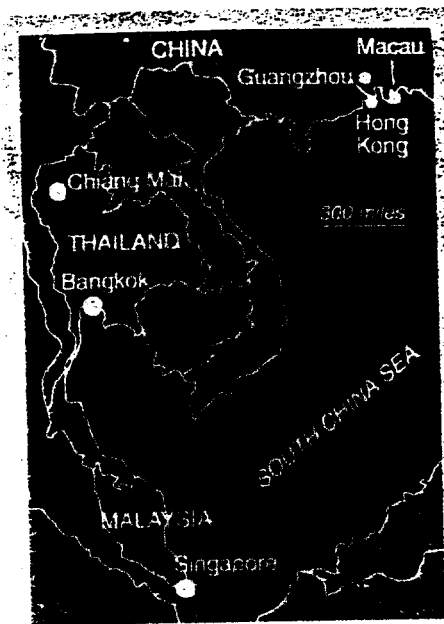 CHINA
Macau
Guangzhou
Hong
Kong
Chiang Mai
300 miles
THAILAND
Bangkok
SOUTH CHINA SEA
MALAYSIA
Singapore